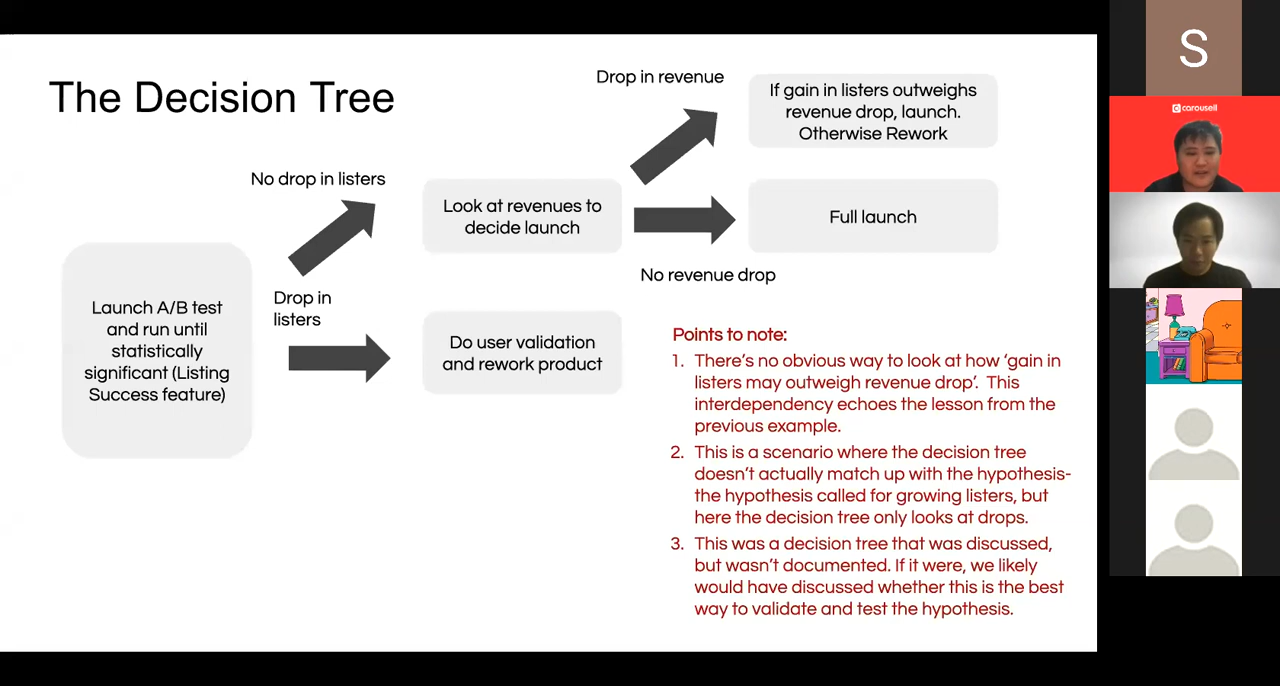 The Decision Tree
Drop in revenue
If gain in listers outweighs
revenue drop, launch.
Otherwise Rework
No drop in listers
Look at revenues to
decide launch
Full launch
No revenue drop
Launch A/B test
and run until
statistically
significant (Listing
Success feature)
Drop in
listers
Do user validation
and rework product
Points to note:
1. There's no obvious way to look at how 'gain in
listers may outweigh revenue drop'. This
interdependency echoes the lesson from the
previous example.
2. This is a scenario where the decision tree
doesn't actually match up with the hypothesis-
the hypothesis called for growing listers, but
here the decision tree only looks at drops.
3. This was a decision tree that was discussed,
but wasn't documented. If it were, we likely
would have discussed whether this is the best
way to validate and test the hypothesis.
S
carousell